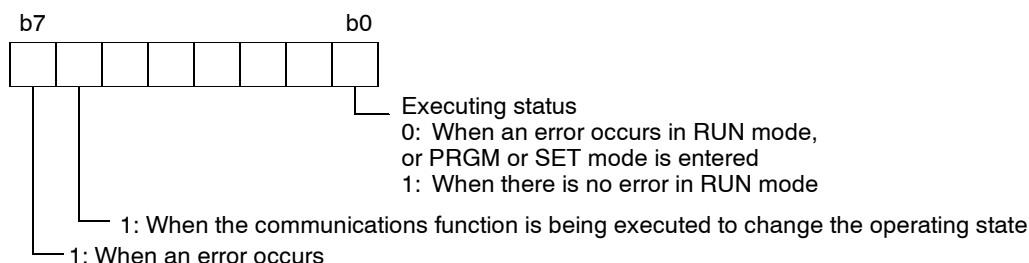 b7 b0
Executing status
0: When an error occurs in RUN mode,
or PRGM or SET mode is entered
1: When there is no error in RUN mode
1: When the communications function is being executed to change the operating state
1: When an error occurs